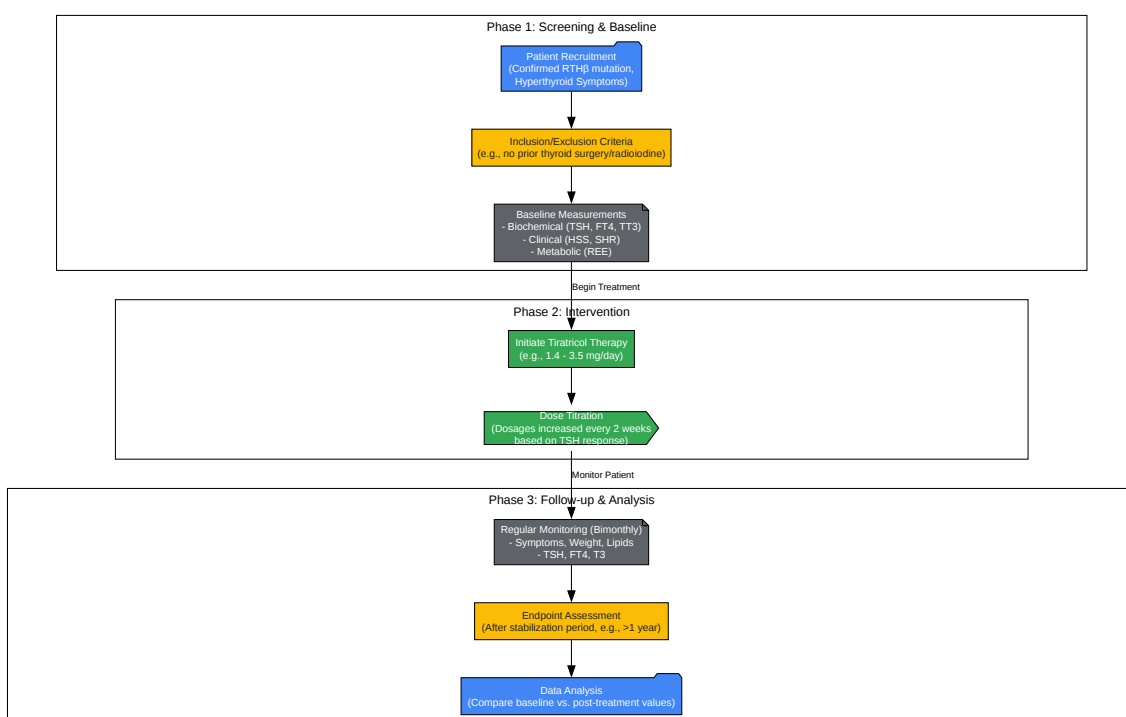 Phase 1: Screening & Baseline
Patient Recruitment
(Confirmed RTHβ mutation,
Hyperthyroid Symptoms)
Inclusion/Exclusion Criteria
(e.g., no prior thyroid surgery/radioiodine)
Baseline Measurements
- Biochemical (TSH, FT4, TT3)
- Clinical (HSS, SHR)
- Metabolic (REE)
Begin Treatment
Phase 2: Intervention
Initiate Tiratricol Therapy
(e.g., 1.4 - 3.5 mg/day)
Dose Titration
(Dosages increased every 2 weeks
based on TSH response)
Monitor Patient
Phase 3: Follow-up & Analysis
Regular Monitoring (Bimonthly)
- Symptoms, Weight, Lipids
- TSH, FT4, T3
Endpoint Assessment
(After stabilization period, e.g., >1 year)
Data Analysis
(Compare baseline vs. post-treatment values)